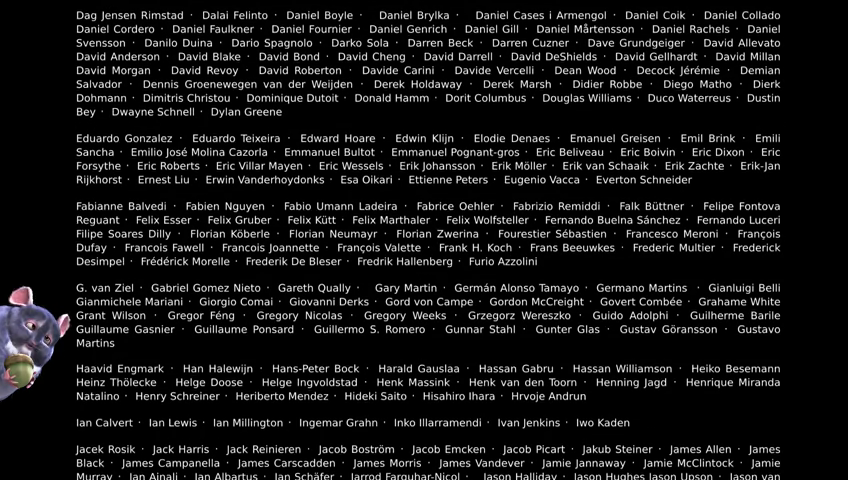 Dag Jensen Rimstad · Dalai Felinto · Daniel Boyle · Daniel Brylka · Daniel Cases i Armengol · Daniel Coik · Daniel Collado
Daniel Cordero · Daniel Faulkner · Daniel Fournier · Daniel Genrich · Daniel Gill · Daniel Mårtensson · Daniel Rachels · Daniel
Svensson · Danilo Duina · Dario Spagnolo · Darko Sola · Darren Beck · Darren Cuzner · Dave Grundgeiger · David Allevato
David Anderson · David Blake · David Bond · David Cheng · David Darrell · David DeShields · David Gellhardt · David Millan
David Morgan · David Revoy · David Roberton · Davide Carini · Davide Vercelli · Dean Wood · Decock Jérémie · Demian
Salvador · Dennis Groenewegen van der Weijden · Derek Holdaway · Derek Marsh · Didier Robbe · Diego Matho · Dierk
Dohmann · Dimitris Christou · Dominique Dutoit · Donald Hamm · Dorit Columbus · Douglas Williams · Duco Waterreus · Dustin
Bey · Dwayne Schnell · Dylan Greene
Eduardo Gonzalez · Eduardo Teixeira · Edward Hoare · Edwin Klijn · Elodie Denaes · Emanuel Greisen · Emil Brink · Emili
Sancha · Emilio José Molina Cazorla · Emmanuel Bultot · Emmanuel Pognant-gros · Eric Beliveau · Eric Boivin · Eric Dixon · Eric
Forsythe · Eric Roberts · Eric Villar Mayen · Eric Wessels · Erik Johansson · Erik Möller · Erik van Schaaik · Erik Zachte · Erik-Jan
Rijkhorst · Ernest Liu · Erwin Vanderhoydonks · Esa Oikari · Ettienne Peters · Eugenio Vacca · Everton Schneider
Fabianne Balvedi · Fabien Nguyen · Fabio Umann Ladeira · Fabrice Oehler · Fabrizio Remiddi · Falk Büttner · Felipe Fontova
Reguant · Felix Esser · Felix Gruber · Felix Kütt · Felix Marthaler · Felix Wolfsteller · Fernando Buelna Sánchez · Fernando Luceri
Filipe Soares Dilly · Florian Köberle · Florian Neumayr · Florian Zwerina · Fourestier Sébastien · Francesco Meroni · François
Dufay · Francois Fawell · Francois Joannette · François Valette · Frank H. Koch · Frans Beeuwkes · Frederic Multier · Frederick
Desimpel · Frédérick Morelle · Frederik De Bleser · Fredrik Hallenberg · Furio Azzolini
G. van Ziel · Gabriel Gomez Nieto · Gareth Qually · Gary Martin · Germán Alonso Tamayo · Germano Martins · Gianluigi Belli
Gianmichele Mariani · Giorgio Comai · Giovanni Derks · Gord von Campe · Gordon McCreight · Govert Combée · Grahame White
Grant Wilson · Gregor Féng · Gregory Nicolas · Gregory Weeks · Grzegorz Wereszko · Guido Adolphi · Guilherme Barile
Guillaume Gasnier · Guillaume Ponsard · Guillermo S. Romero · Gunnar Stahl · Gunter Glas · Gustav Göransson · Gustavo
Martins
Haavid Engmark · Han Halewijn · Hans-Peter Bock · Harald Gauslaa · Hassan Gabru · Hassan Williamson · Heiko Besemann
Heinz Thölecke · Helge Doose · Helge Ingvoldstad · Henk Massink · Henk van den Toorn · Henning Jagd · Henrique Miranda
Natalino · Henry Schreiner · Heriberto Mendez · Hideki Saito · Hisahiro Ihara · Hrvoje Andrun
Ian Calvert · Ian Lewis · Ian Millington · Ingemar Grahn · Inko Illarramendi · Ivan Jenkins · Iwo Kaden
Jacek Rosik · Jack Harris · Jack Reinieren · Jacob Boström · Jacob Emcken · Jacob Picart · Jakub Steiner · James Allen · James
Black · James Campanella · James Carscadden · James Morris · James Vandever · Jamie Jannaway · Jamie McClintock · Jamie
Murray · Jan Ainali · Jan Albartus · Jan Schäfer · Jarrod Farquhar-Nicol · Jason Halliday · Jason Hughes Jason Upson · Jason van